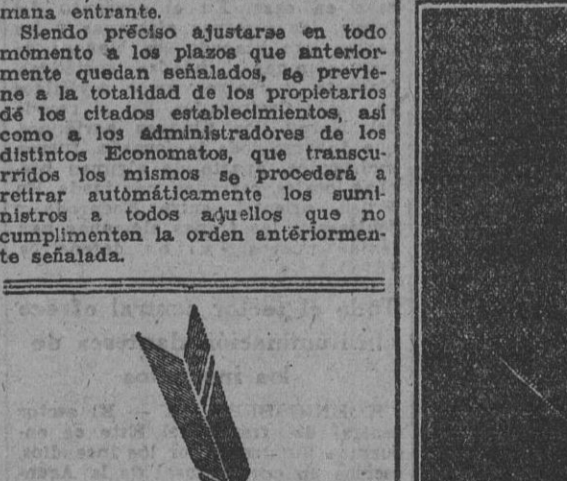 mana entrante.
Siendo préciso ajustarse en todo
mómento a los plazos que anterior-
mente quedan señalados, se previe-
ne a la totalidad de los propietarios
dé los citados establecimientos, así
como a los Administradóres de los
distintos Economatos, que transcu-
rridos los mismos se procederá a
retirar autómáticamente los sumi-
nistros a todos aquellos que no
cumplimenten la orden antériormen-
te señalada.